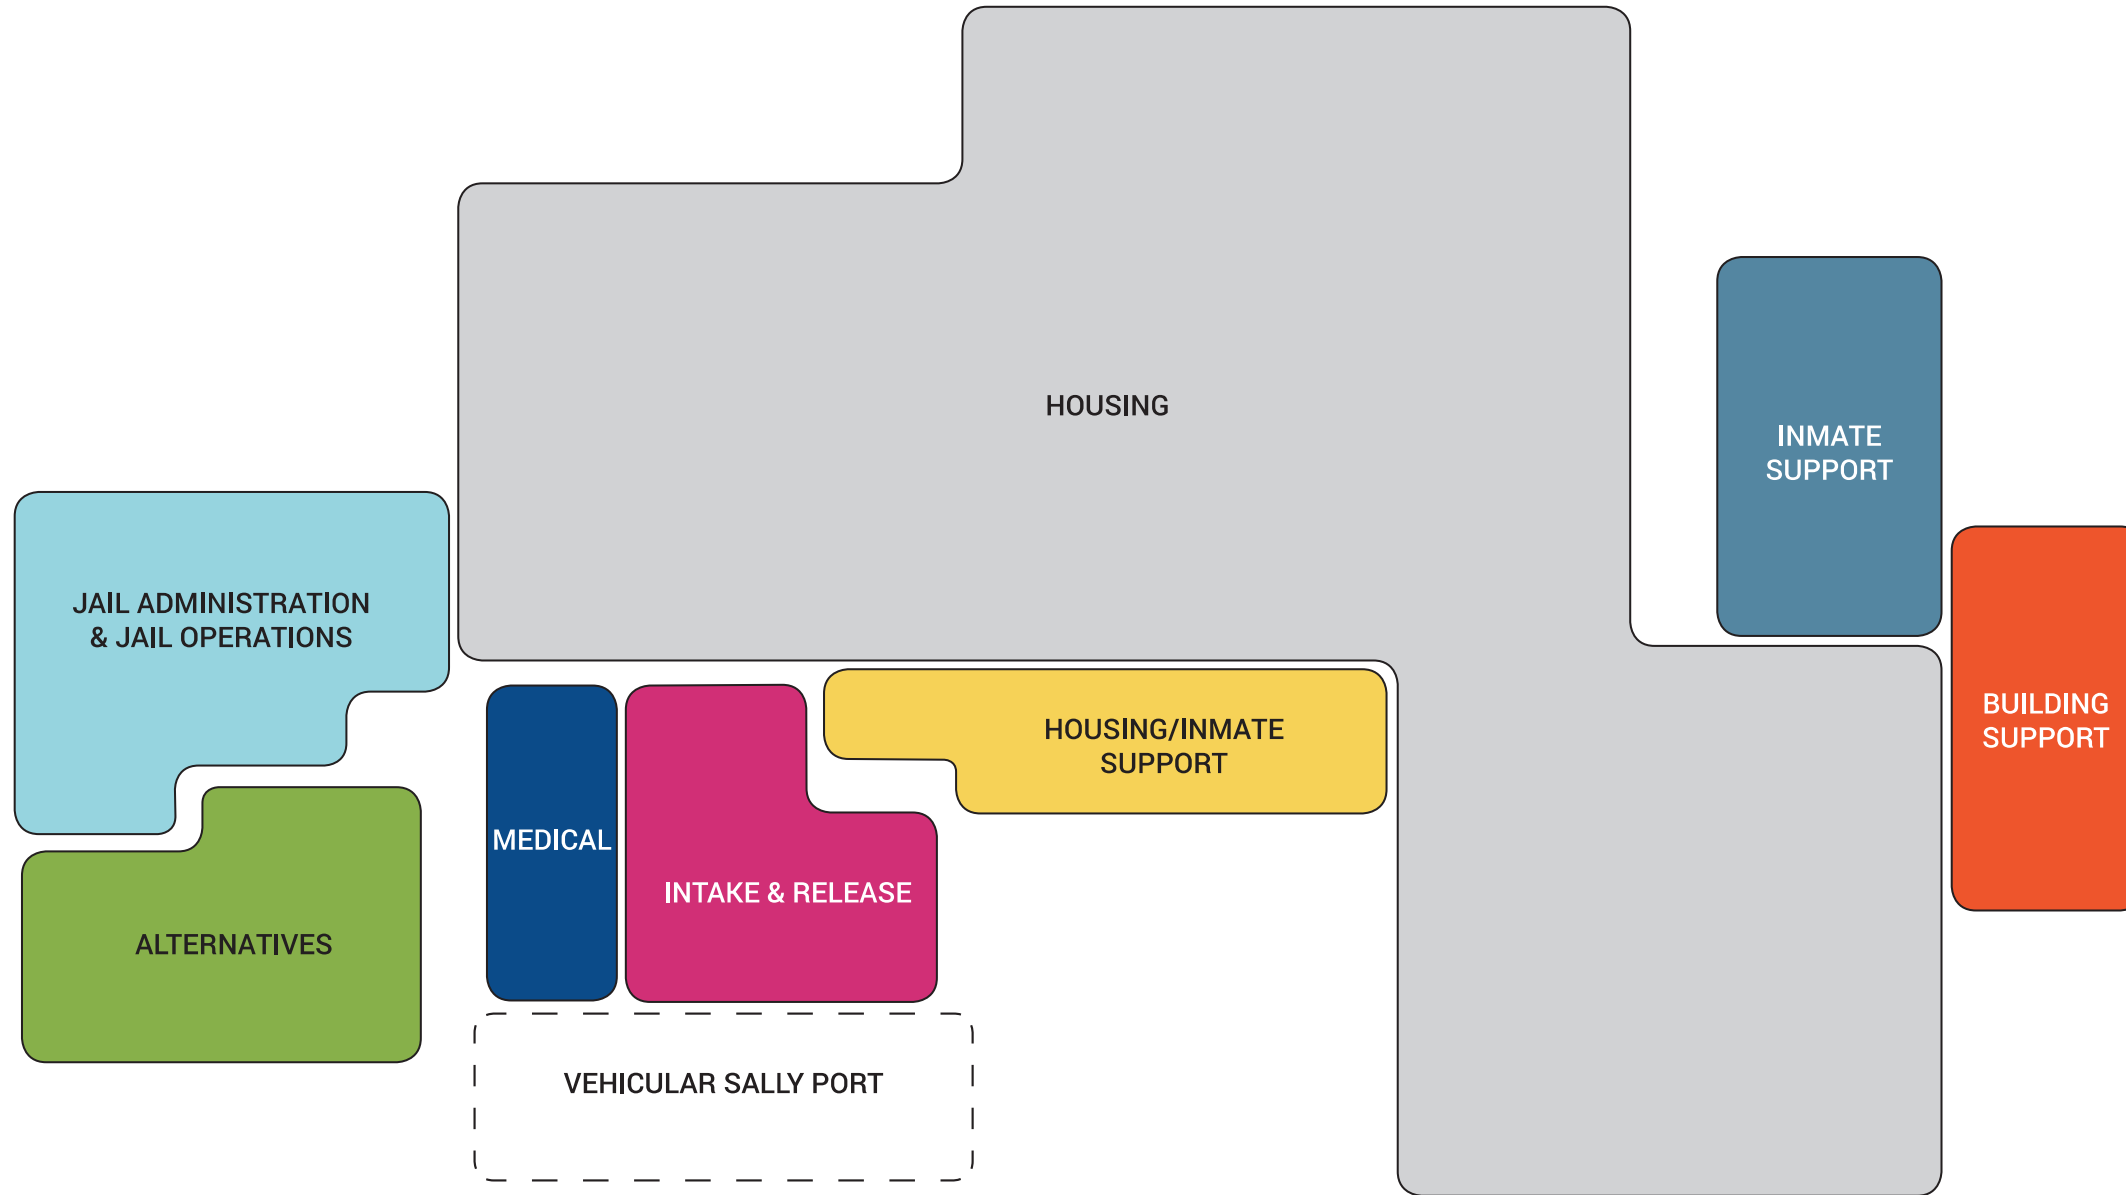 HOUSING
INMATE
SUPPORT
JAIL ADMINISTRATION
& JAIL OPERATIONS
BUILDING
SUPPORT
HOUSING/INMATE
SUPPORT
MEDICAL
INTAKE & RELEASE
ALTERNATIVES
VEHICULAR SALLY PORT